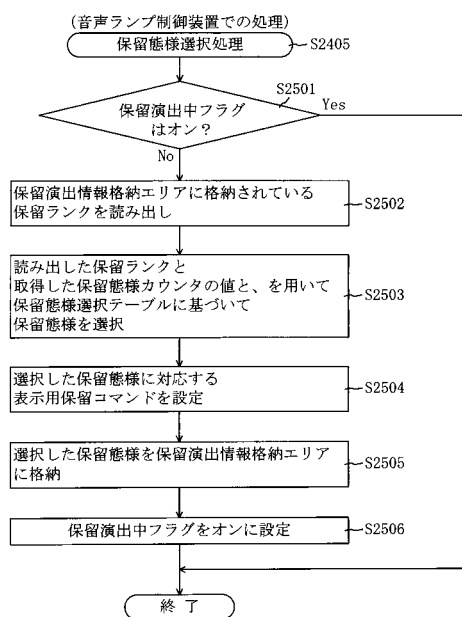 (音声ランプ制御装置での処理)
保留態様選択処理
S2405
S2501
保留演出中フラグ
はオン?
Yes
No
保留演出情報格納エリアに格納されている
保留ランクを読み出し
S2502
読み出した保留ランクと
取得した保留態様カウンタの値と、を用いて
保留態様選択テーブルに基づいて
保留態様を選択
S2503
選択した保留態様に対応する
表示用保留コマンドを設定
S2504
選択した保留態様を保留演出情報格納エリア
に格納
S2505
保留演出中フラグをオンに設定
S2506
終了